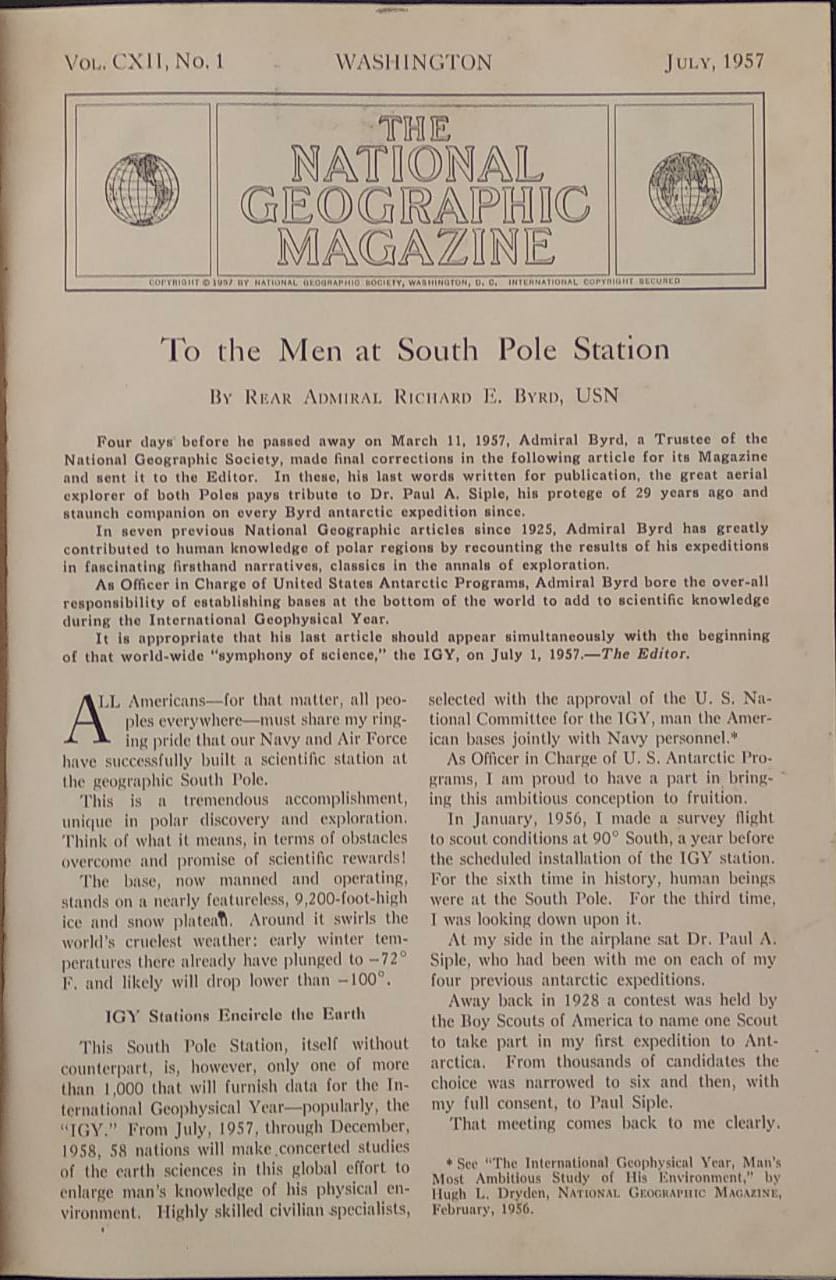 VOL. CXII, No. 1 WASHINGTON JULY, 1957
THE
NATIONAL
GEOGRAPHIC
MAGAZINE
COPYRIGHT © 1957 BY NATIONAL GEOGRAPHIC SOCIETY, WASHINGTON, D. C. INTERNATIONAL COPYRIGHT SECURED
To the Men at South Pole Station
BY REAR ADMIRAL RICHARD E. BYRD, USN
Four days before he passed away on March 11, 1957, Admiral Byrd, a Trustee of the
National Geographic Society, made final corrections in the following article for its Magazine
and sent it to the Editor. In these, his last words written for publication, the great aerial
explorer of both Poles pays tribute to Dr. Paul A. Siple, his protege of 29 years ago and
staunch companion on every Byrd antarctic expedition since.
In seven previous National Geographic articles since 1925, Admiral Byrd has greatly
contributed to human knowledge of polar regions by recounting the results of his expeditions
in fascinating firsthand narratives, classics in the annals of exploration.
As Officer in Charge of United States Antarctic Programs, Admiral Byrd bore the over-all
responsibility of establishing bases at the bottom of the world to add to scientific knowledge
during the International Geophysical Year.
It is appropriate that his last article should appear simultaneously with the beginning
of that world-wide "symphony of science," the IGY, on July 1, 1957.—The Editor.
ALL Americans—for that matter, all peo-
ples everywhere—must share my ring-
ing pride that our Navy and Air Force
have successfully built a scientific station at
the geographic South Pole.
This is a tremendous accomplishment,
unique in polar discovery and exploration.
Think of what it means, in terms of obstacles
overcome and promise of scientific rewards!
The base, now manned and operating,
stands on a nearly featureless, 9,200-foot-high
ice and snow plateau. Around it swirls the
world's cruelest weather: early winter tem-
peratures there already have plunged to −72°
F. and likely will drop lower than −100°.
IGY Stations Encircle the Earth
This South Pole Station, itself without
counterpart, is, however, only one of more
than 1,000 that will furnish data for the In-
ternational Geophysical Year—popularly, the
"IGY." From July, 1957, through December,
1958, 58 nations will make concerted studies
of the earth sciences in this global effort to
enlarge man's knowledge of his physical en-
vironment. Highly skilled civilian specialists,
selected with the approval of the U. S. Na-
tional Committee for the IGY, man the Amer-
ican bases jointly with Navy personnel.*
As Officer in Charge of U. S. Antarctic Pro-
grams, I am proud to have a part in bring-
ing this ambitious conception to fruition.
In January, 1956, I made a survey flight
to scout conditions at 90° South, a year before
the scheduled installation of the IGY station.
For the sixth time in history, human beings
were at the South Pole. For the third time,
I was looking down upon it.
At my side in the airplane sat Dr. Paul A.
Siple, who had been with me on each of my
four previous antarctic expeditions.
Away back in 1928 a contest was held by
the Boy Scouts of America to name one Scout
to take part in my first expedition to Ant-
arctica. From thousands of candidates the
choice was narrowed to six and then, with
my full consent, to Paul Siple.
That meeting comes back to me clearly.
* See "The International Geophysical Year, Man's
Most Ambitious Study of His Environment," by
Hugh L. Dryden, NATIONAL GEOGRAPHIC MAGAZINE,
February, 1956.